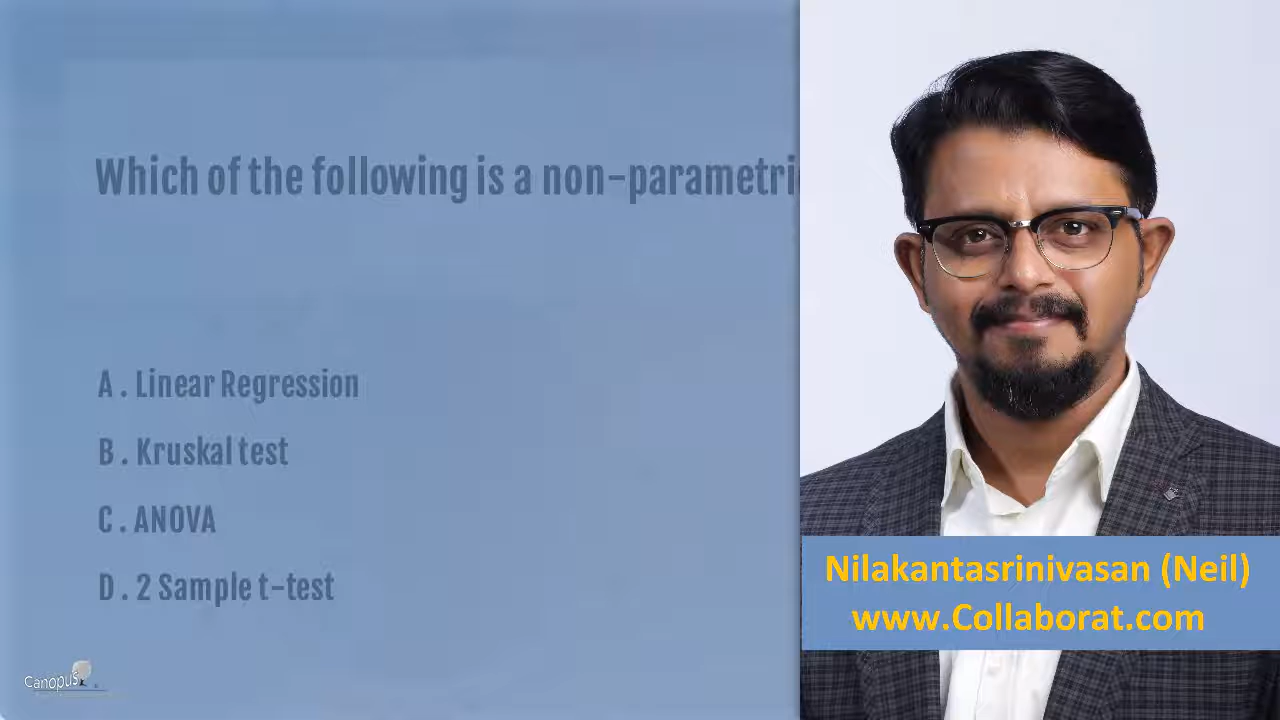 Which of the following is a non-parametri
A . Linear Regression
B . Kruskal test
C . ANOVA
D . 2 Sample t-test
Canopus
Nilakantasrinivasan (Neil)
www.Collaborat.com